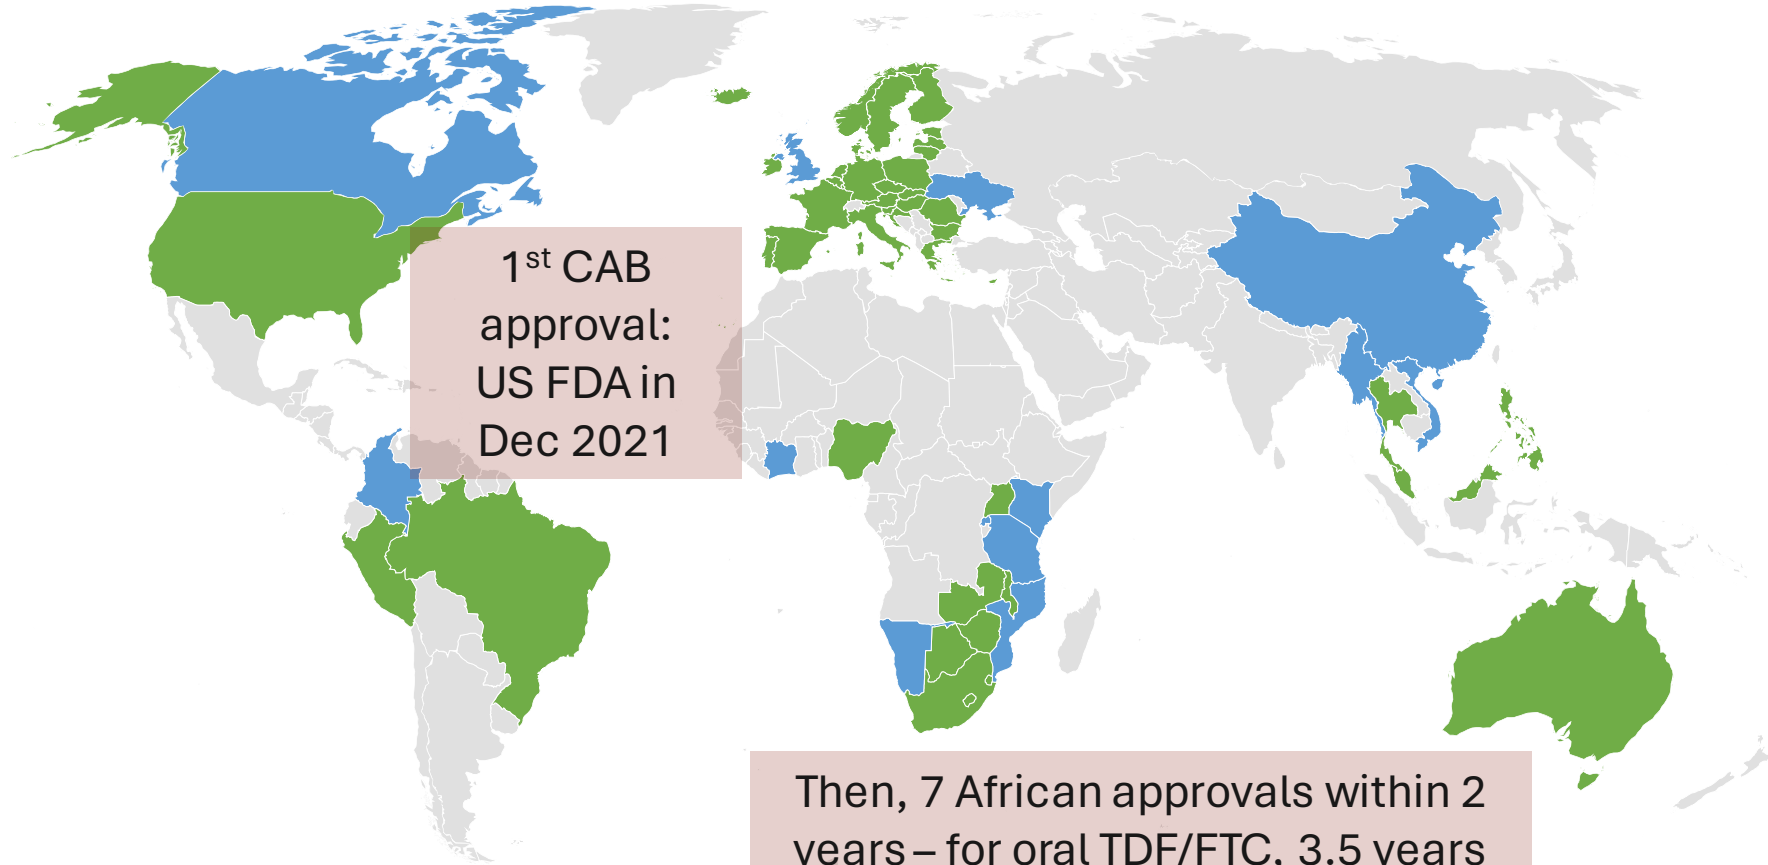 1st CAB
approval:
US FDA in
Dec 2021
Then, 7 African approvals within 2
years – for oral TDF/FTC, 3.5 years